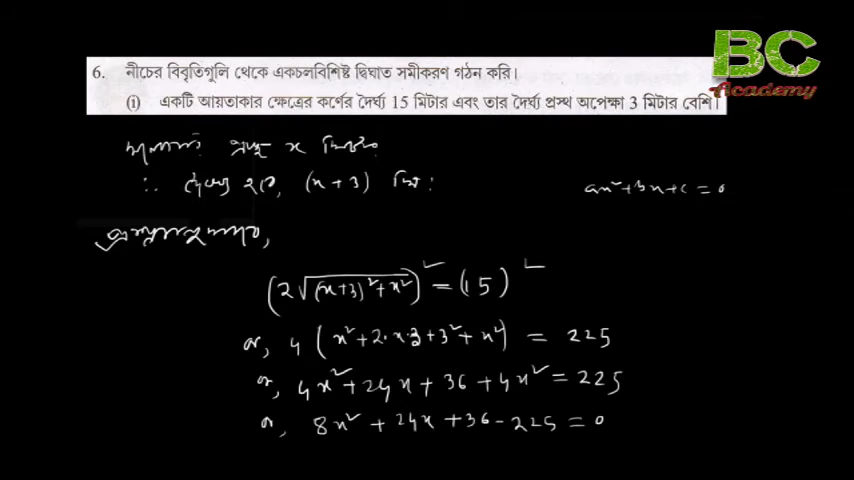 BC
Academy
6. নীচের বিবৃতিগুলি থেকে একচলবিশিষ্ট দ্বিঘাত সমীকরণ গঠন করি।
(i) একটি আয়তাকার ক্ষেত্রের কর্ণের দৈর্ঘ্য 15 মিটার এবং তার দৈর্ঘ্য প্রস্থ অপেক্ষা 3 মিটার বেশি।
প্রস্থ x মিটার
∴ দৈর্ঘ্য হবে, (x + 3) মি:
ax²+bx+c = 0
(2√(x+3)²+x²)² = (15)²
বা, 4 (x²+2·x·3+3²+x²) = 225
বা, 4x²+24x+36+4x² = 225
বা, 8x²+24x+36-225 = 0